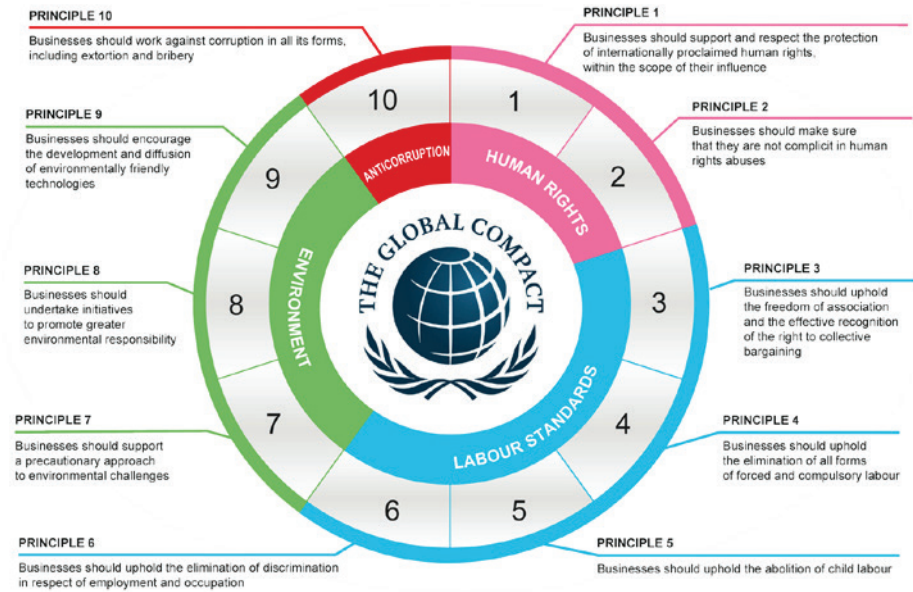 PRINCIPLE 10
Businesses should work against corruption in all its forms,
including extortion and bribery
PRINCIPLE 1
Businesses should support and respect the protection
of internationally proclaimed human rights,
within the scope of their influence
PRINCIPLE 9
Businesses should encourage
the development and diffusion
of environmentally friendly
technologies
PRINCIPLE 2
Businesses should make sure
that they are not complicit in human
rights abuses
PRINCIPLE 8
Businesses should
undertake initiatives
to promote greater
environmental responsibility
PRINCIPLE 3
Businesses should uphold
the freedom of association
and the effective recognition
of the right to collective
bargaining
PRINCIPLE 7
Businesses should support
a precautionary approach
to environmental challenges
PRINCIPLE 4
Businesses should uphold
the elimination of all forms
of forced and compulsory labour
PRINCIPLE 6
Businesses should uphold the elimination of discrimination
in respect of employment and occupation
PRINCIPLE 5
Businesses should uphold the abolition of child labour
10
1
2
3
4
5
6
7
8
9
ANTICORRUPTION
HUMAN RIGHTS
LABOUR STANDARDS
ENVIRONMENT
THE GLOBAL COMPACT